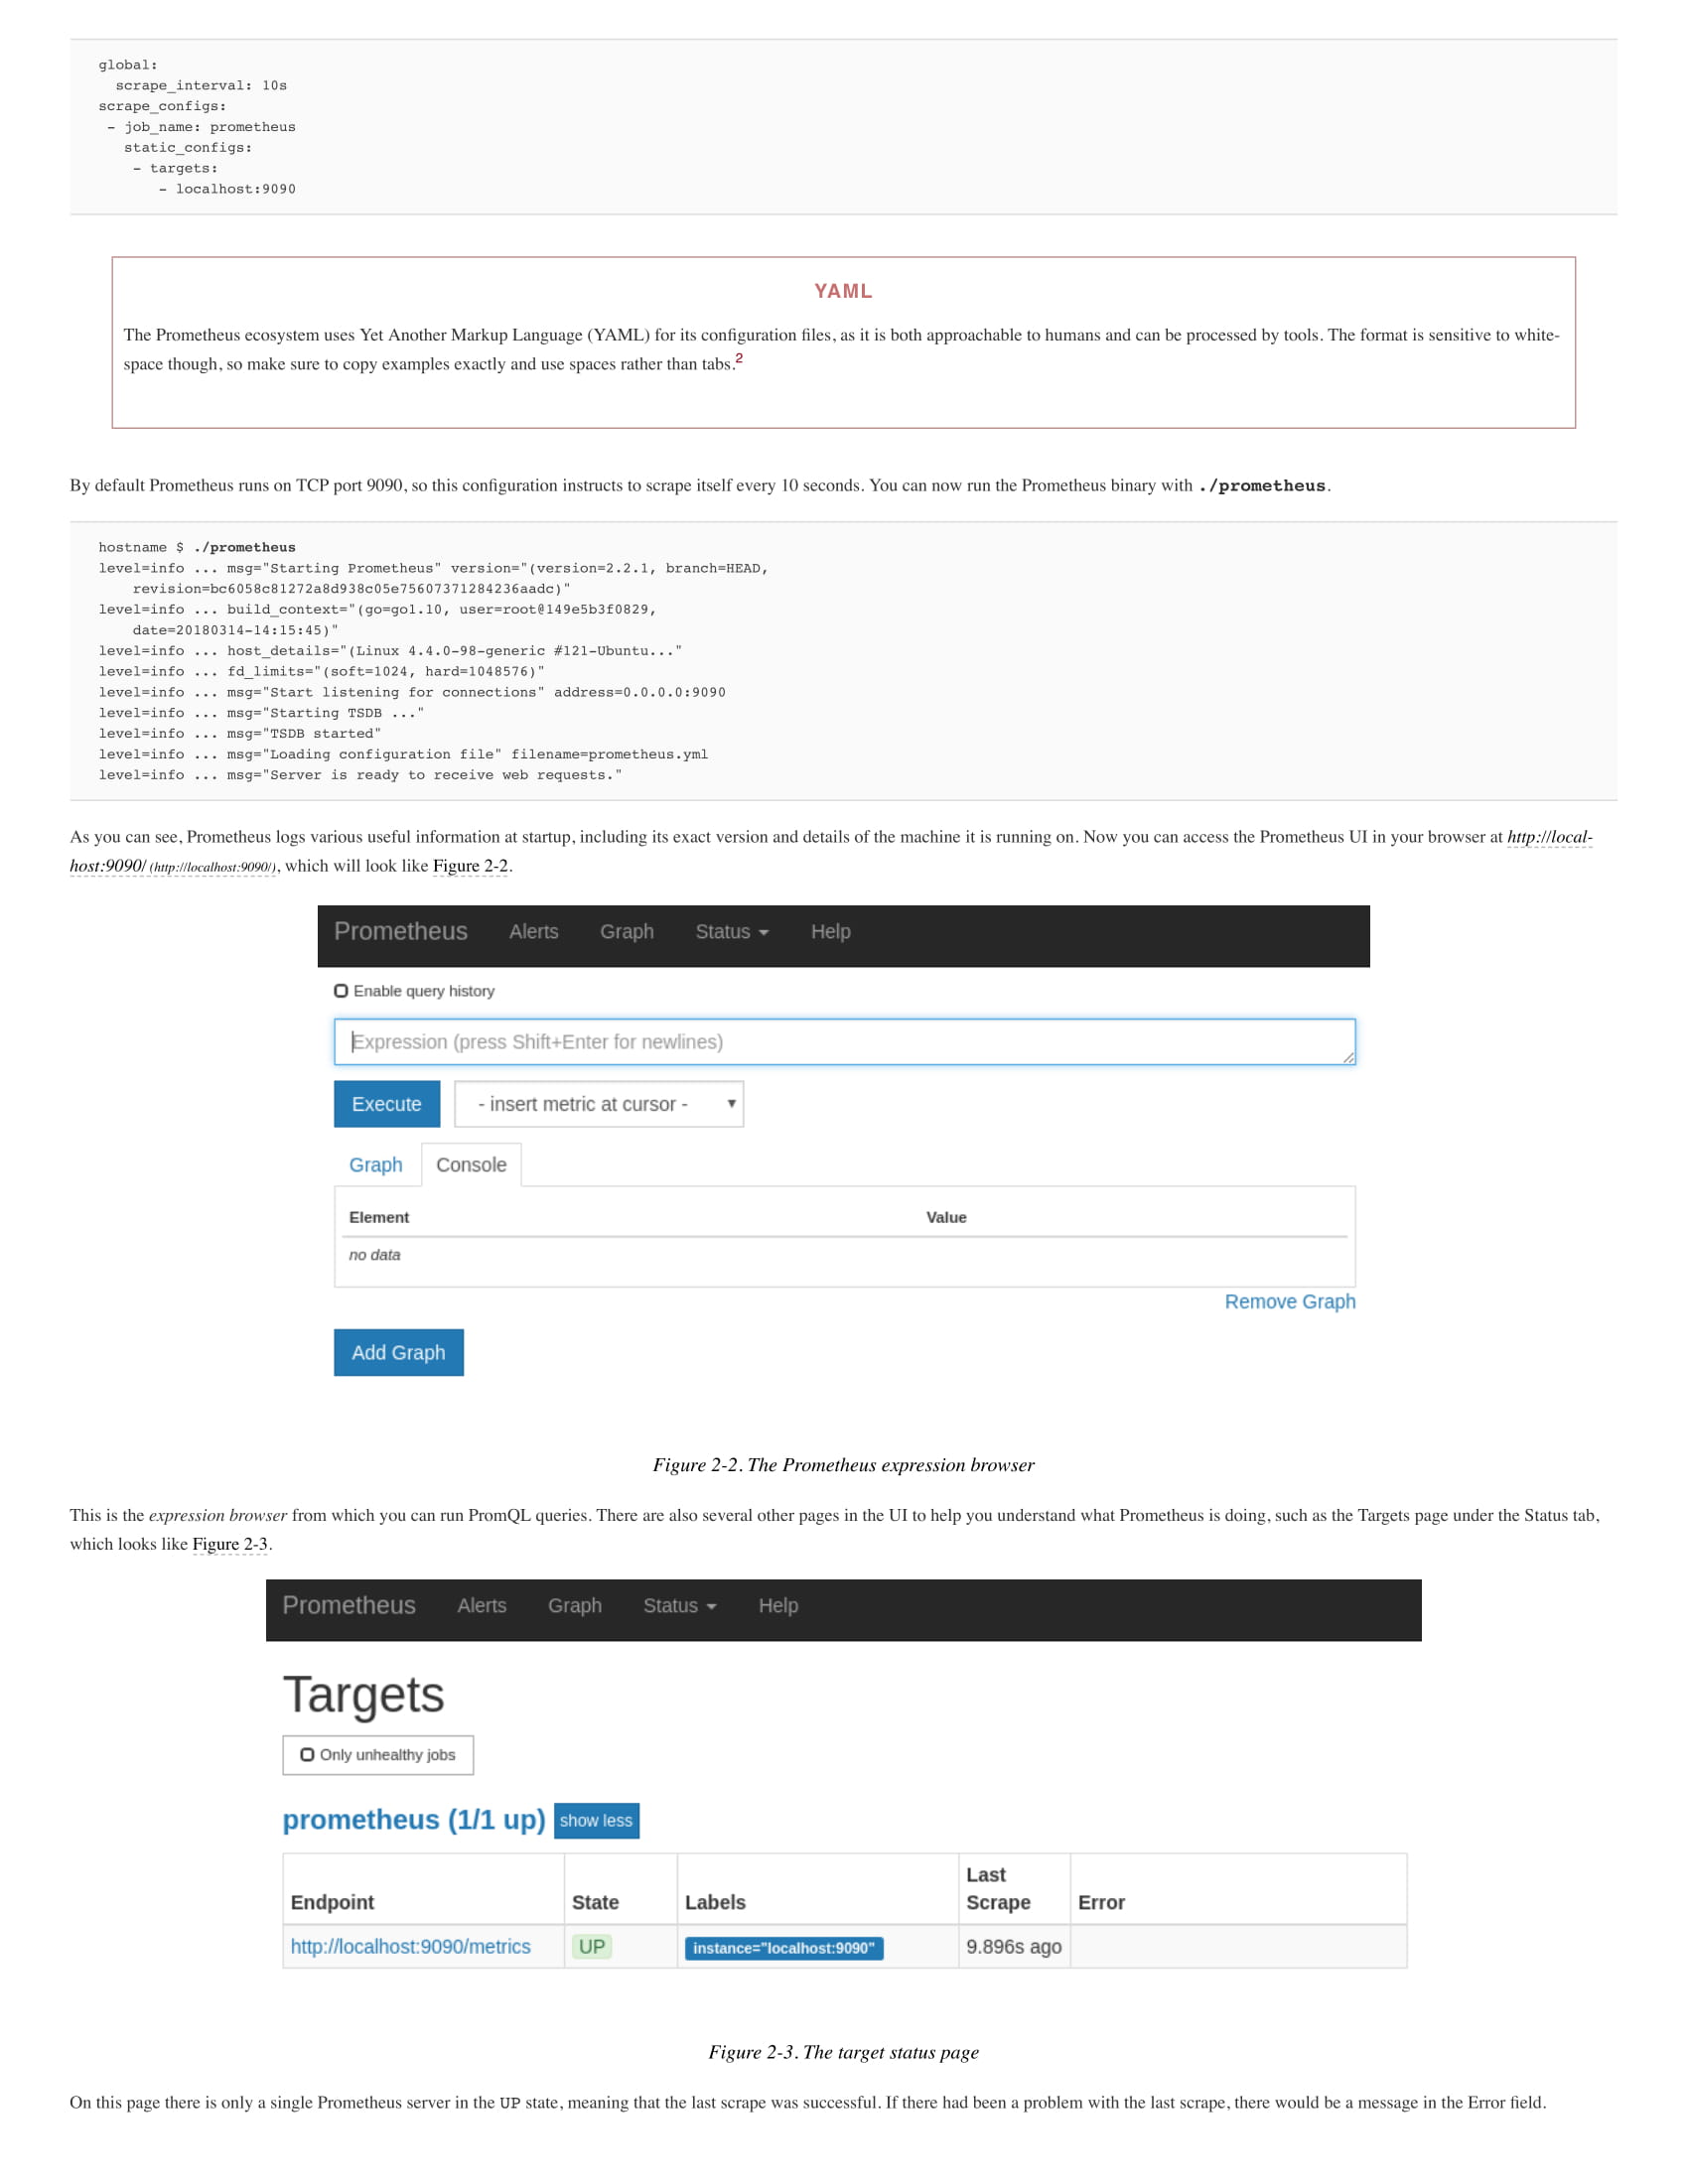 global:
  scrape_interval: 10s
scrape_configs:
 - job_name: prometheus
   static_configs:
    - targets:
       - localhost:9090
YAML
The Prometheus ecosystem uses Yet Another Markup Language (YAML) for its configuration files, as it is both approachable to humans and can be processed by tools. The format is sensitive to white-
space though, so make sure to copy examples exactly and use spaces rather than tabs.2
By default Prometheus runs on TCP port 9090, so this configuration instructs to scrape itself every 10 seconds. You can now run the Prometheus binary with ./prometheus.
hostname $ ./prometheus
level=info ... msg="Starting Prometheus" version="(version=2.2.1, branch=HEAD,
    revision=bc6058c81272a8d938c05e75607371284236aadc)"
level=info ... build_context="(go=go1.10, user=root@149e5b3f0829,
    date=20180314-14:15:45)"
level=info ... host_details="(Linux 4.4.0-98-generic #121-Ubuntu..."
level=info ... fd_limits="(soft=1024, hard=1048576)"
level=info ... msg="Start listening for connections" address=0.0.0.0:9090
level=info ... msg="Starting TSDB ..."
level=info ... msg="TSDB started"
level=info ... msg="Loading configuration file" filename=prometheus.yml
level=info ... msg="Server is ready to receive web requests."
As you can see, Prometheus logs various useful information at startup, including its exact version and details of the machine it is running on. Now you can access the Prometheus UI in your browser at http://local-
host:9090/ (http://localhost:9090/), which will look like Figure 2-2.
Prometheus Alerts Graph Status Help
Enable query history
Expression (press Shift+Enter for newlines)
Execute - insert metric at cursor -
Graph Console
Element Value
no data
Remove Graph
Add Graph
Figure 2-2. The Prometheus expression browser
This is the expression browser from which you can run PromQL queries. There are also several other pages in the UI to help you understand what Prometheus is doing, such as the Targets page under the Status tab,
which looks like Figure 2-3.
Prometheus Alerts Graph Status Help
Targets
Only unhealthy jobs
prometheus (1/1 up) show less
Endpoint State Labels Last Scrape Error
http://localhost:9090/metrics UP instance="localhost:9090" 9.896s ago
Figure 2-3. The target status page
On this page there is only a single Prometheus server in the UP state, meaning that the last scrape was successful. If there had been a problem with the last scrape, there would be a message in the Error field.